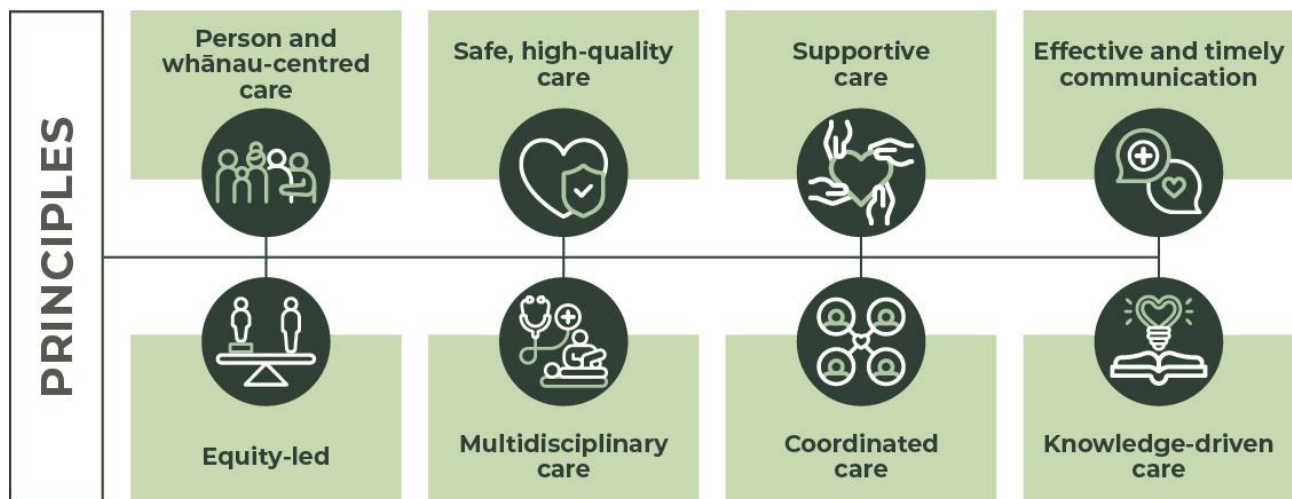 PRINCIPLES
Person and
whānau-centred
care
Safe, high-quality
care
Supportive
care
Effective and timely
communication
Equity-led
Multidisciplinary
care
Coordinated
care
Knowledge-driven
care